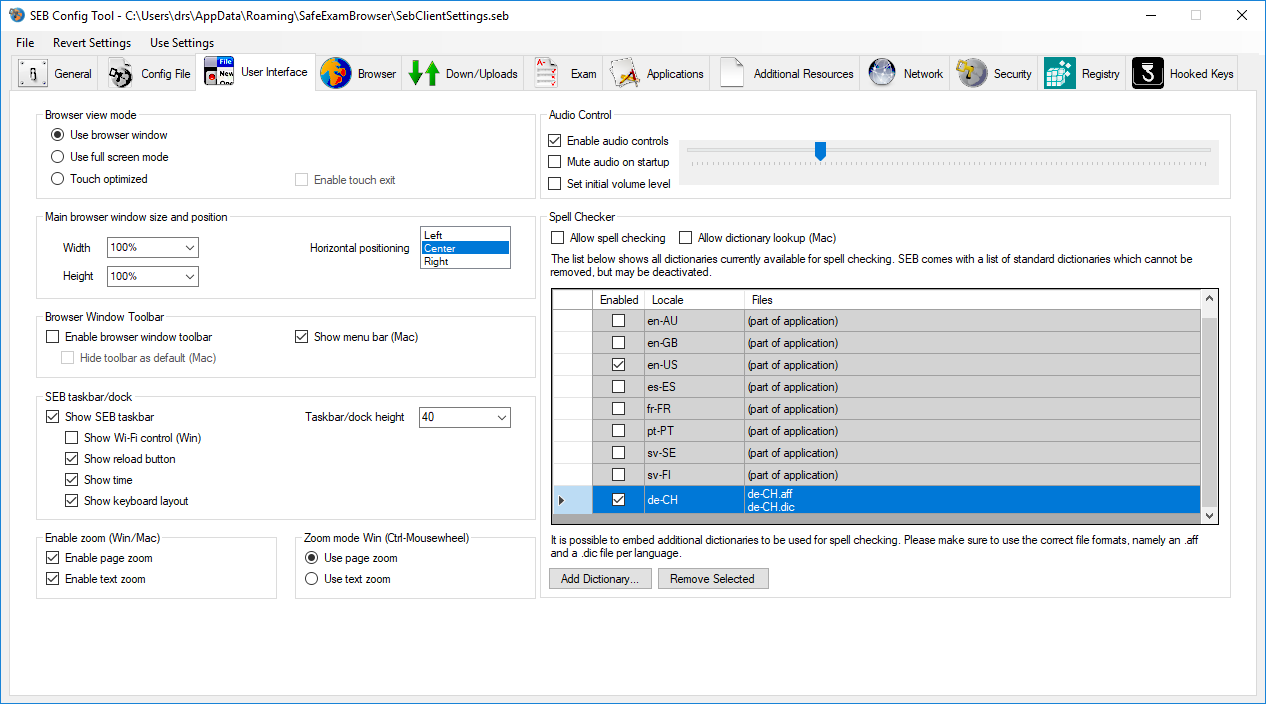 SEB Config Tool - C:\Users\drs\AppData\Roaming\SafeExamBrowser\SebClientSettings.seb
File Revert Settings Use Settings
General Config File User Interface Browser Down/Uploads Exam Applications Additional Resources Network Security Registry Hooked Keys
Browser view mode
Use browser window
Use full screen mode
Touch optimized
Enable touch exit
Main browser window size and position
Width 100%
Height 100%
Horizontal positioning
Left
Center
Right
Browser Window Toolbar
Enable browser window toolbar
Show menu bar (Mac)
Hide toolbar as default (Mac)
SEB taskbar/dock
Show SEB taskbar
Taskbar/dock height 40
Show Wi-Fi control (Win)
Show reload button
Show time
Show keyboard layout
Enable zoom (Win/Mac)
Enable page zoom
Enable text zoom
Zoom mode Win (Ctrl-Mousewheel)
Use page zoom
Use text zoom
Audio Control
Enable audio controls
Mute audio on startup
Set initial volume level
Spell Checker
Allow spell checking Allow dictionary lookup (Mac)
The list below shows all dictionaries currently available for spell checking. SEB comes with a list of standard dictionaries which cannot be
removed, but may be deactivated.
Enabled Locale Files
en-AU (part of application)
en-GB (part of application)
en-US (part of application)
es-ES (part of application)
fr-FR (part of application)
pt-PT (part of application)
sv-SE (part of application)
sv-FI (part of application)
de-CH de-CH.aff
de-CH.dic
It is possible to embed additional dictionaries to be used for spell checking. Please make sure to use the correct file formats, namely an .aff
and a .dic file per language.
Add Dictionary... Remove Selected